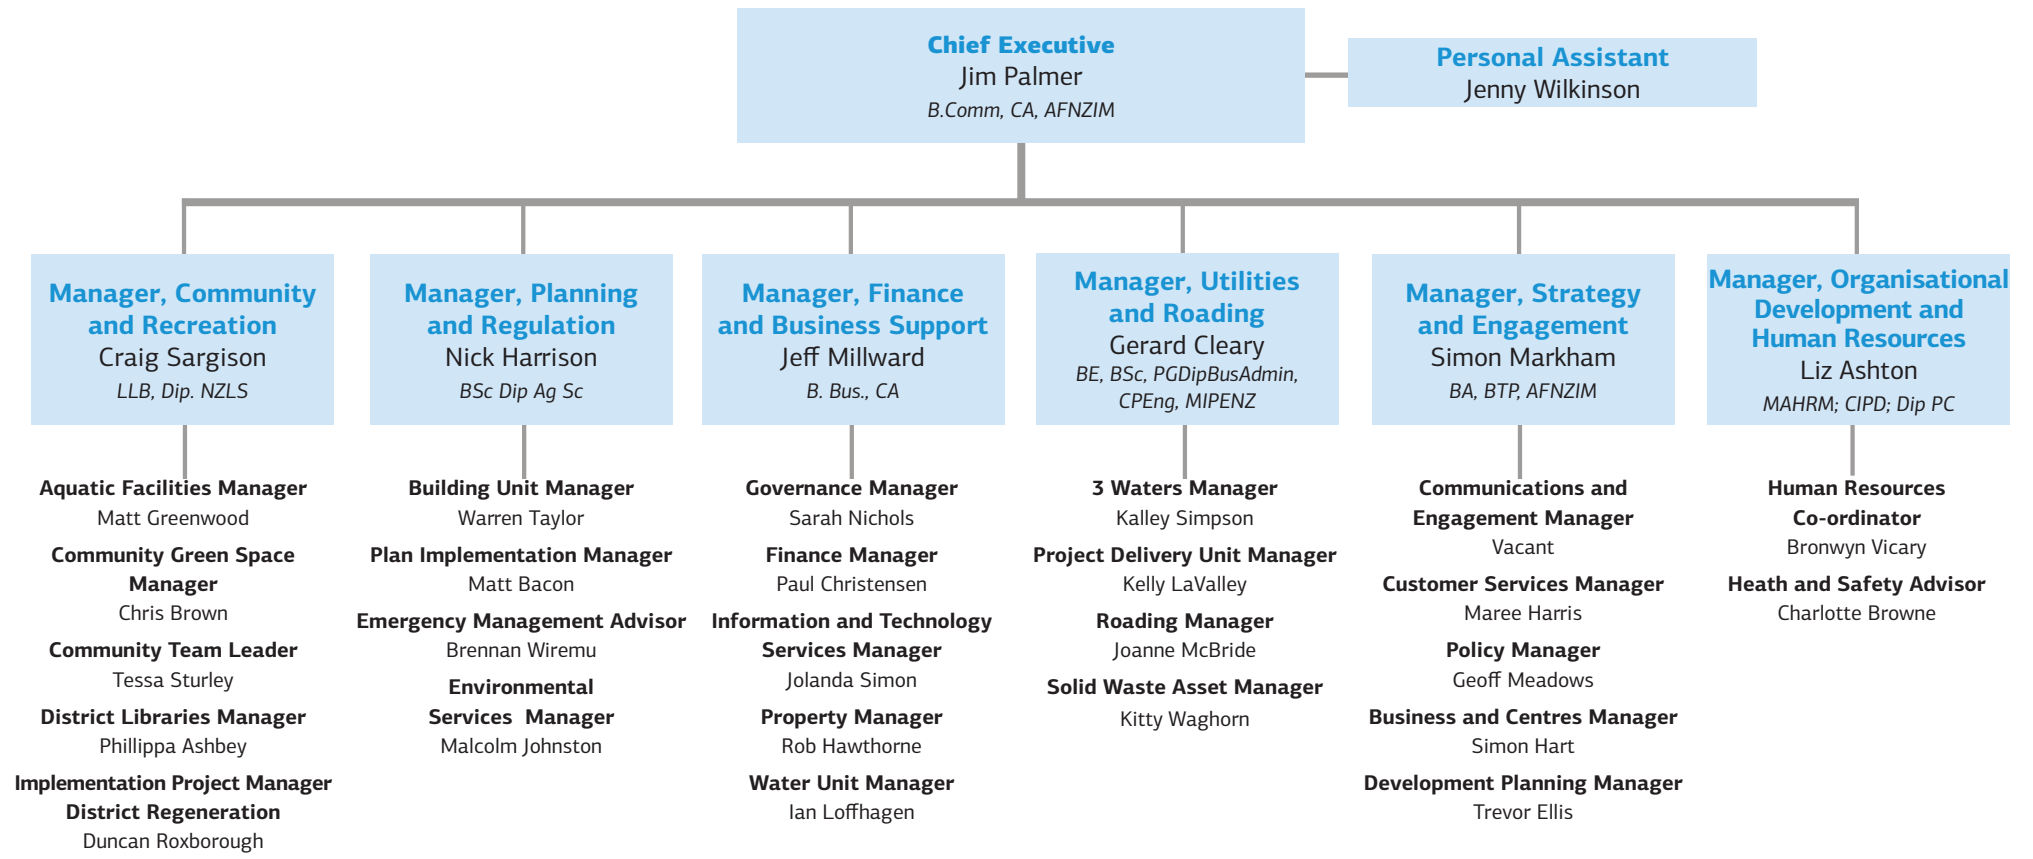 Chief Executive
Jim Palmer
B.Comm, CA, AFNZIM
Personal Assistant
Jenny Wilkinson
Manager, Community
and Recreation
Craig Sargison
LLB, Dip. NZLS
Aquatic Facilities Manager
Matt Greenwood
Community Green Space
Manager
Chris Brown
Community Team Leader
Tessa Sturley
District Libraries Manager
Phillippa Ashbey
Implementation Project Manager
District Regeneration
Duncan Roxborough
Manager, Planning
and Regulation
Nick Harrison
BSc Dip Ag Sc
Building Unit Manager
Warren Taylor
Plan Implementation Manager
Matt Bacon
Emergency Management Advisor
Brennan Wiremu
Environmental
Services  Manager
Malcolm Johnston
Manager, Finance
and Business Support
Jeff Millward
B. Bus., CA
Governance Manager
Sarah Nichols
Finance Manager
Paul Christensen
Information and Technology
Services Manager
Jolanda Simon
Property Manager
Rob Hawthorne
Water Unit Manager
Ian Loffhagen
Manager, Utilities
and Roading
Gerard Cleary
BE, BSc, PGDipBusAdmin,
CPEng, MIPENZ
3 Waters Manager
Kalley Simpson
Project Delivery Unit Manager
Kelly LaValley
Roading Manager
Joanne McBride
Solid Waste Asset Manager
Kitty Waghorn
Manager, Strategy
and Engagement
Simon Markham
BA, BTP, AFNZIM
Communications and
Engagement Manager
Vacant
Customer Services Manager
Maree Harris
Policy Manager
Geoff Meadows
Business and Centres Manager
Simon Hart
Development Planning Manager
Trevor Ellis
Manager, Organisational
Development and
Human Resources
Liz Ashton
MAHRM; CIPD; Dip PC
Human Resources
Co-ordinator
Bronwyn Vicary
Heath and Safety Advisor
Charlotte Browne